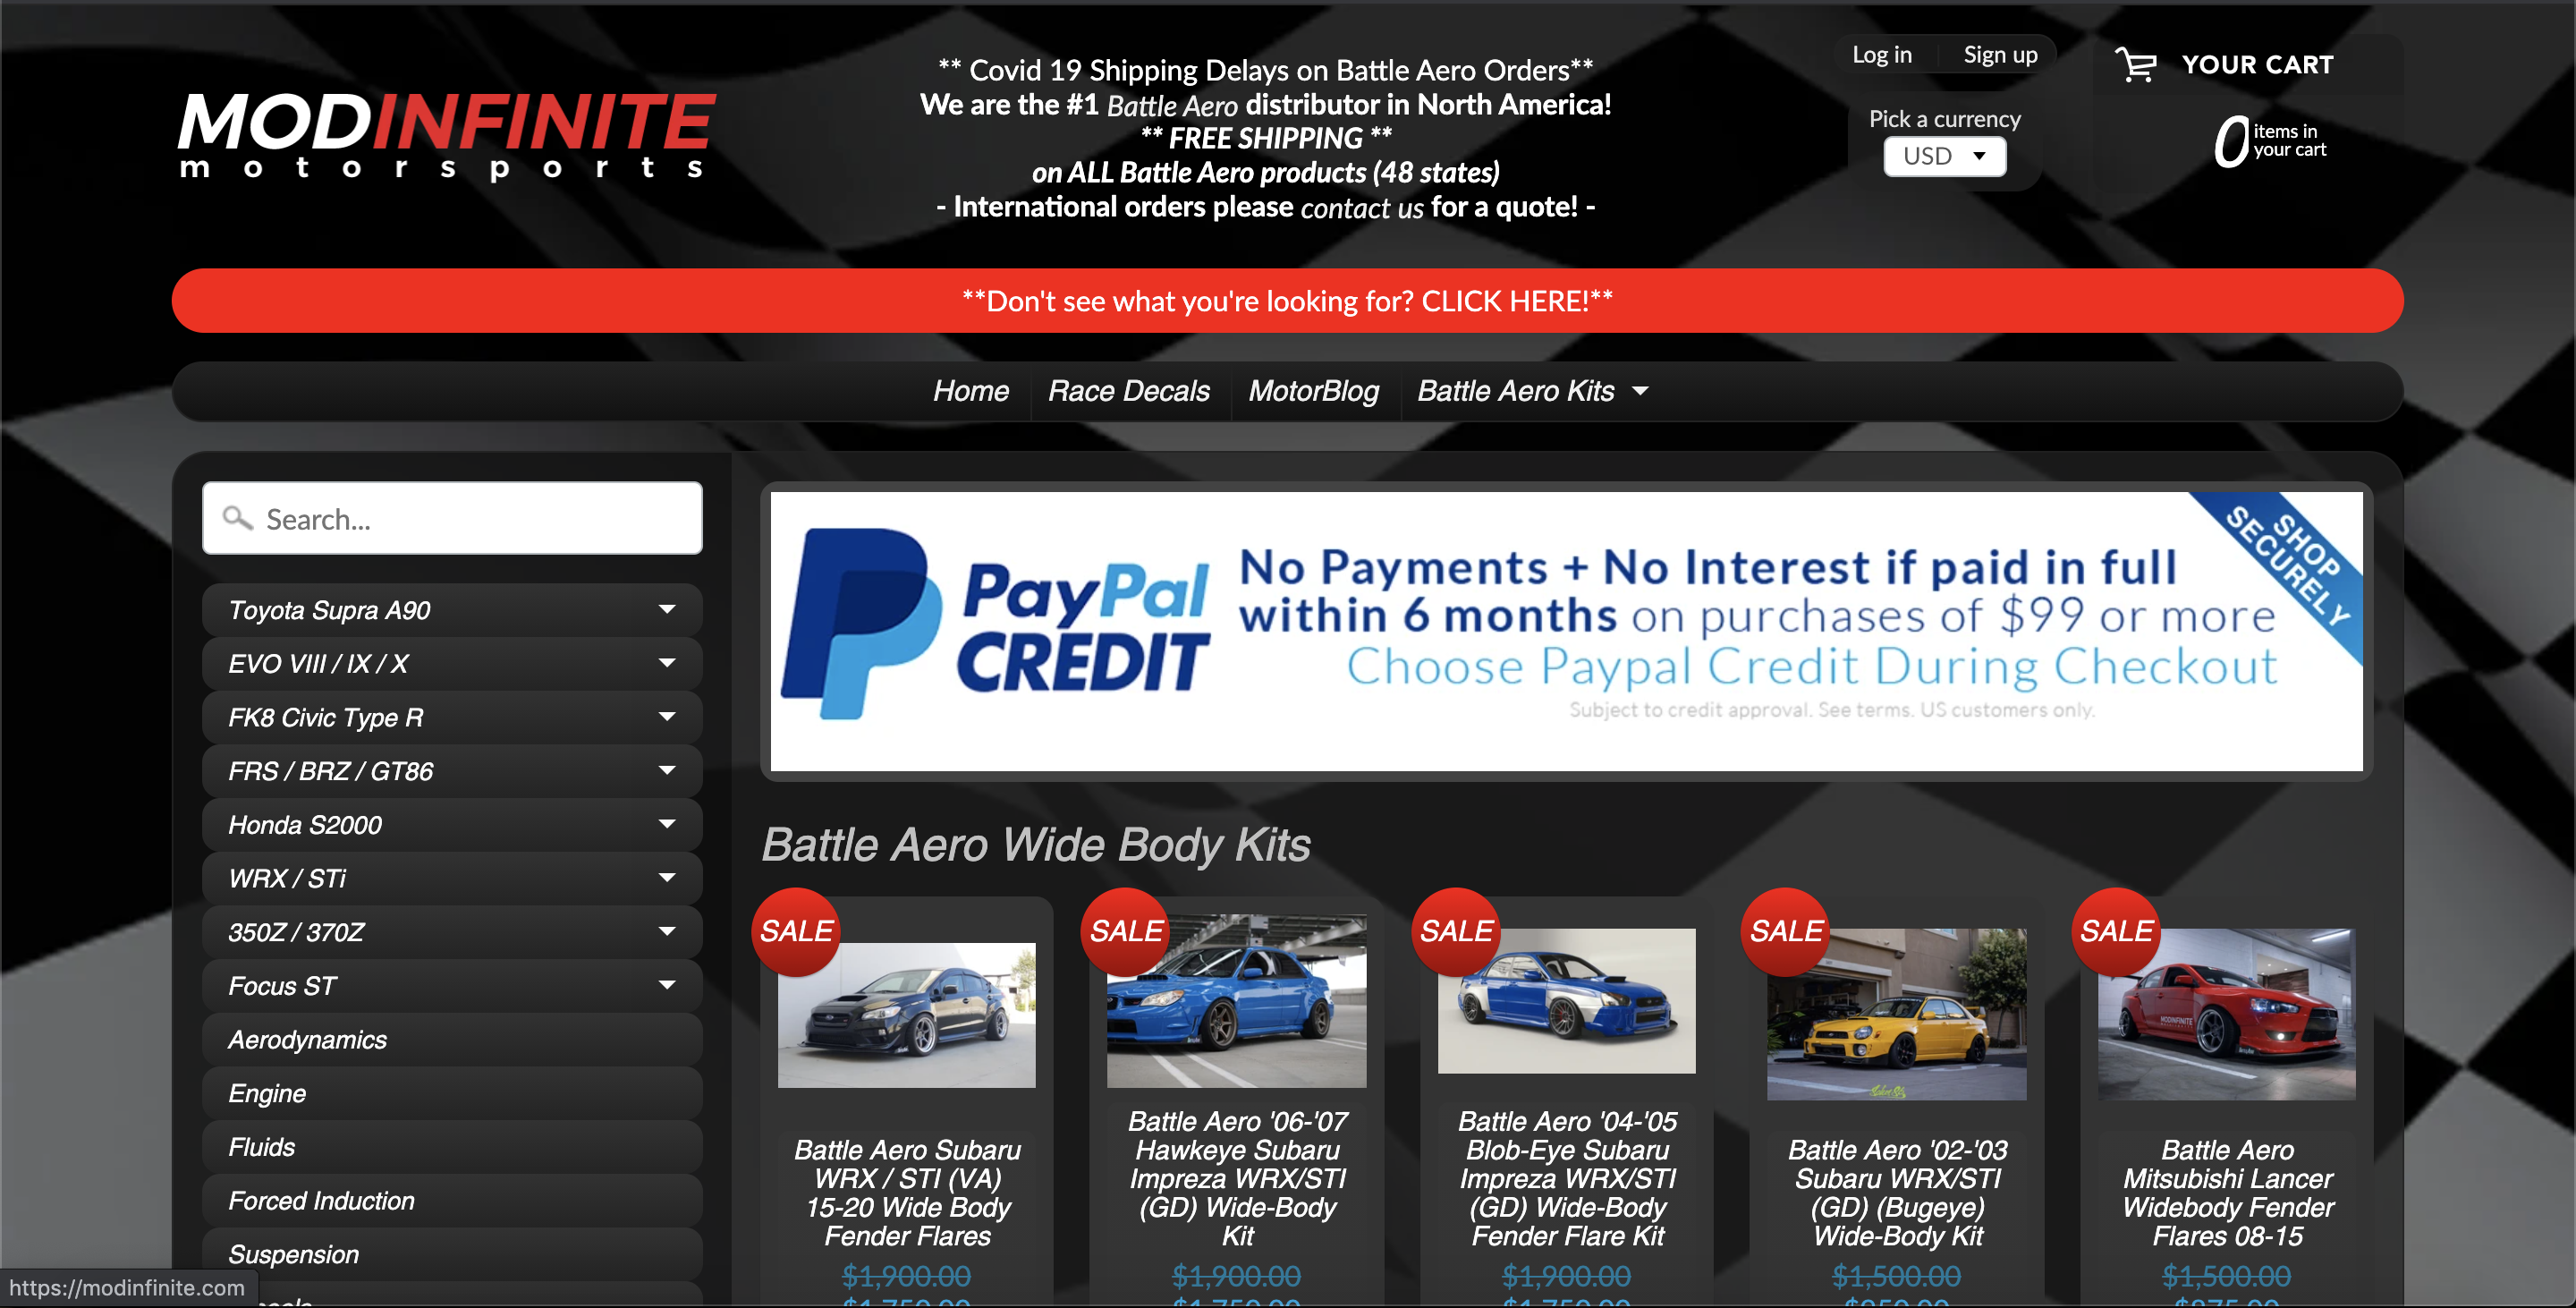 MODINFINITE
motorsports
** Covid 19 Shipping Delays on Battle Aero Orders**
We are the #1 Battle Aero distributor in North America!
** FREE SHIPPING **
on ALL Battle Aero products (48 states)
- International orders please contact us for a quote! -
Log in
Sign up
Pick a currency
USD
YOUR CART
0 items in
your cart
**Don't see what you're looking for? CLICK HERE!**
Home
Race Decals
MotorBlog
Battle Aero Kits
Search...
Toyota Supra A90
EVO VIII / IX / X
FK8 Civic Type R
FRS / BRZ / GT86
Honda S2000
WRX / STi
350Z / 370Z
Focus ST
Aerodynamics
Engine
Fluids
Forced Induction
Suspension
PayPal
CREDIT
No Payments + No Interest if paid in full
within 6 months on purchases of $99 or more
Choose Paypal Credit During Checkout
Subject to credit approval. See terms. US customers only.
SHOP
SECURELY
Battle Aero Wide Body Kits
SALE
Battle Aero Subaru
WRX / STI (VA)
15-20 Wide Body
Fender Flares
$1,900.00
SALE
Battle Aero '06-'07
Hawkeye Subaru
Impreza WRX/STI
(GD) Wide-Body
Kit
$1,900.00
SALE
Battle Aero '04-'05
Blob-Eye Subaru
Impreza WRX/STI
(GD) Wide-Body
Fender Flare Kit
$1,900.00
SALE
Battle Aero '02-'03
Subaru WRX/STI
(GD) (Bugeye)
Wide-Body Kit
$1,500.00
SALE
MODINFINITE
Battle Aero
Mitsubishi Lancer
Widebody Fender
Flares 08-15
$1,500.00
https://modinfinite.com